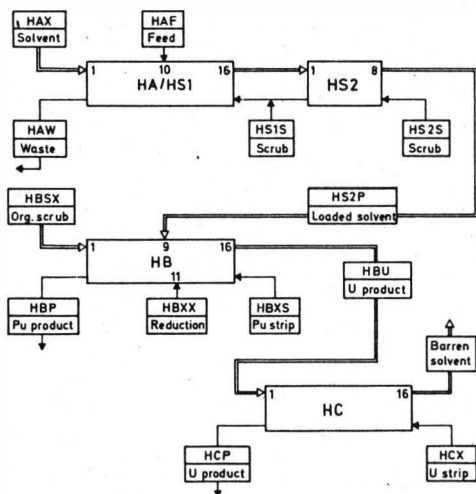 HAX
Solvent
HAF
Feed
1
10
16
HA/HS1
1
8
HS2
HAW
Waste
HS1S
Scrub
HS2S
Scrub
HBSX
Org. scrub
HS2P
Loaded solvent
1
9
16
HB
11
HBU
U product
HBP
Pu product
HBXX
Reduction
HBXS
Pu strip
Barren
solvent
1
16
HC
HCP
U product
HCX
U strip